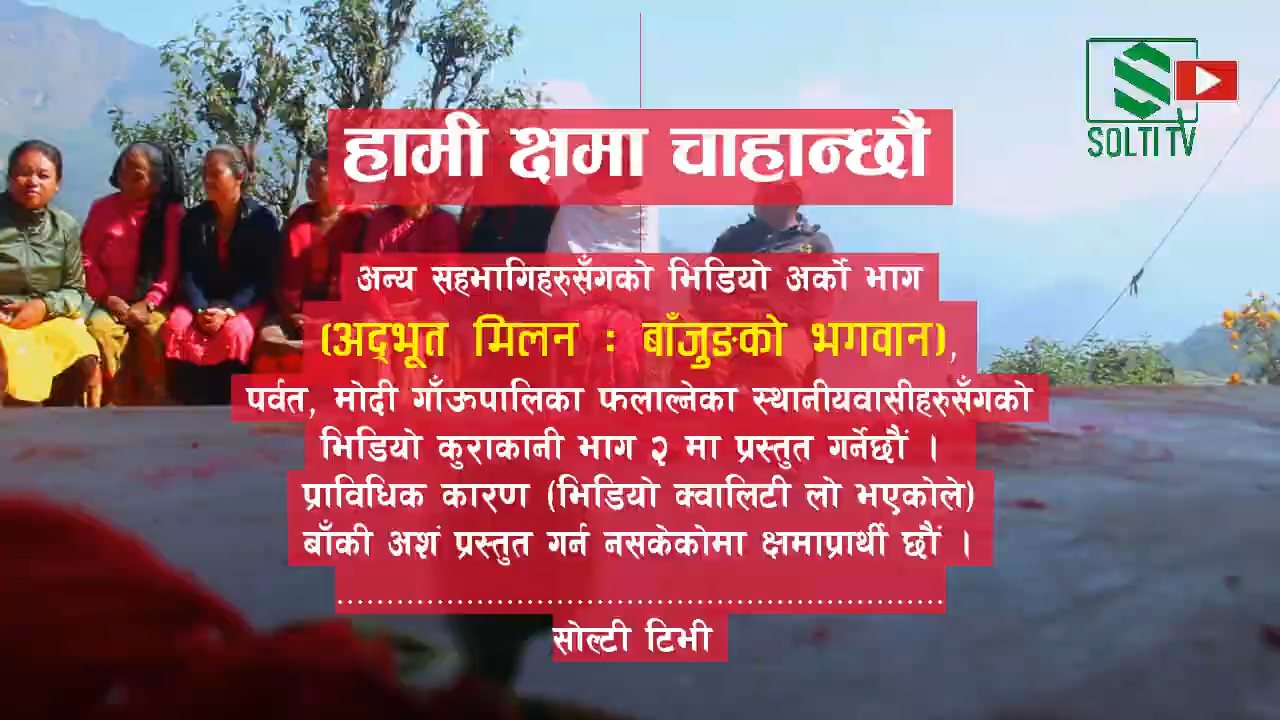 SOLTI TV
हामी क्षमा चाहान्छौं
अन्य सहभागिहरुसँगको भिडियो अर्को भाग
(अद्भूत मिलन : बाँजुङको भगवान),
पर्वत, मोदी गाँऊपालिका फलाल्नेका स्थानीयवासीहरुसँगको
भिडियो कुराकानी भाग २ मा प्रस्तुत गर्नेछौं ।
प्राविधिक कारण (भिडियो क्वालिटी लो भएकोले)
बाँकी अशं प्रस्तुत गर्न नसकेकोमा क्षमाप्रार्थी छौं ।
.............................................................
सोल्टी टिभी